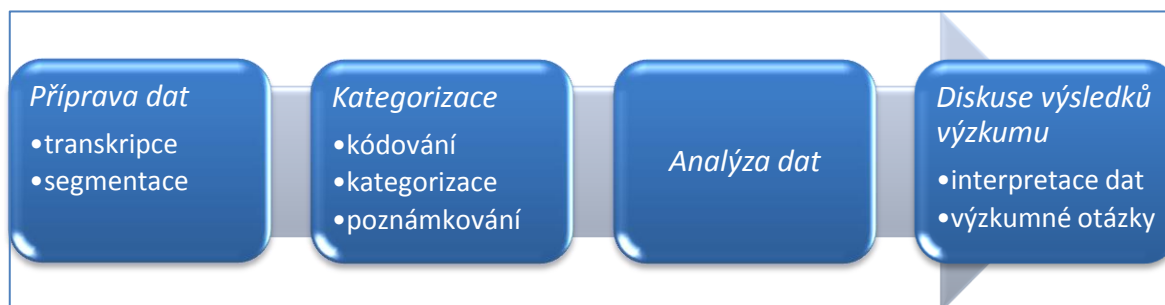 Příprava dat
•transkripce
•segmentace
Kategorizace
•kódování
•kategorizace
•poznámkování
Analýza dat
Diskuse výsledků
výzkumu
•interpretace dat
•výzkumné otázky